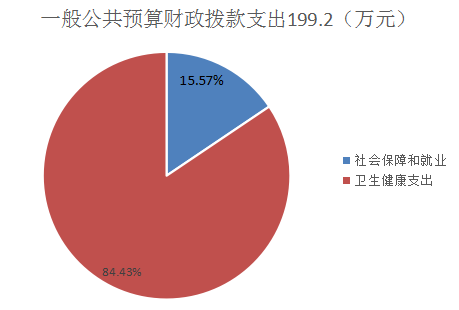 一般公共预算财政拨款支出199.2（万元）
15.57%
社会保障和就业
卫生健康支出
84.43%